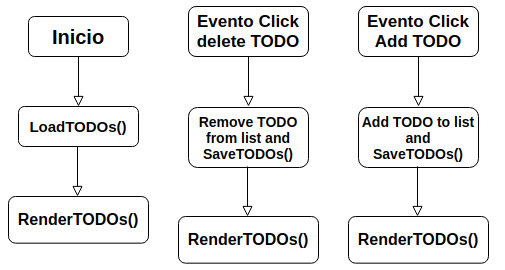 Inicio
LoadTODOs()
RenderTODOs()
Evento Click
delete TODO
Remove TODO
from list and
SaveTODOs()
RenderTODOs()
Evento Click
Add TODO
Add TODO to list
and
SaveTODOs()
RenderTODOs()